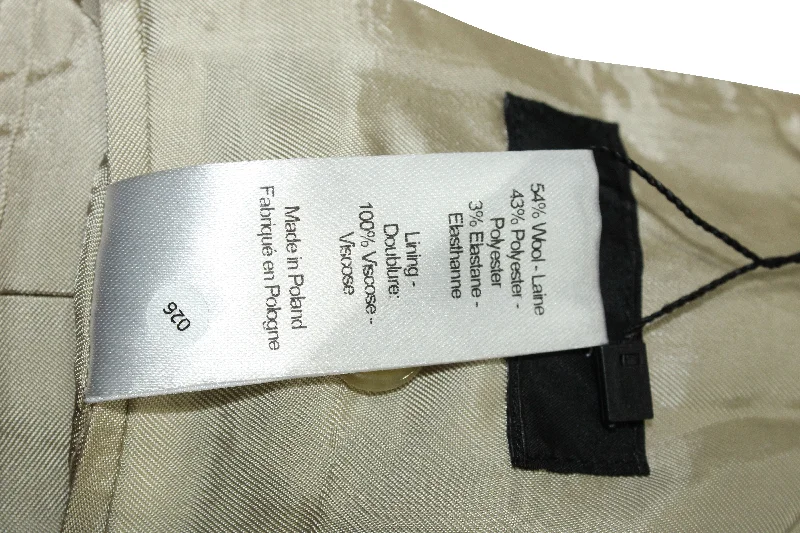 54% Wool - Laine
43% Polyester -
Polyester
3% Elastane -
Elasthanne
Lining -
Doublure:
100% Viscose -
Viscose
Made in Poland
Fabriqué en Pologne
026